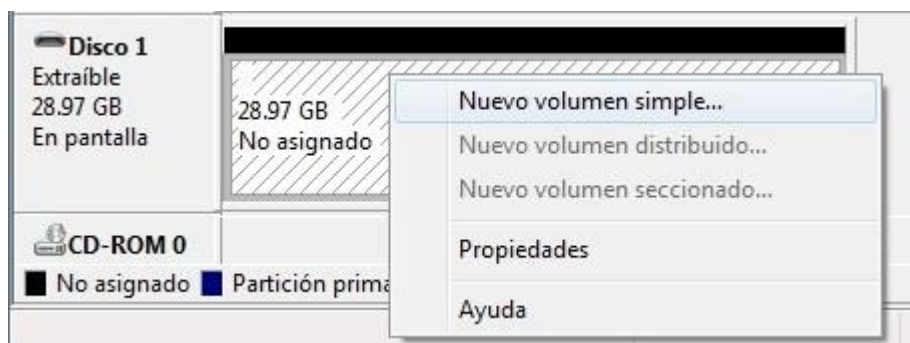 Disco 1
Extraíble
28.97 GB
En pantalla
28.97 GB
No asignado
Nuevo volumen simple...
Nuevo volumen distribuido...
Nuevo volumen seccionado...
Propiedades
Ayuda
CD-ROM 0
No asignado
Partición prima